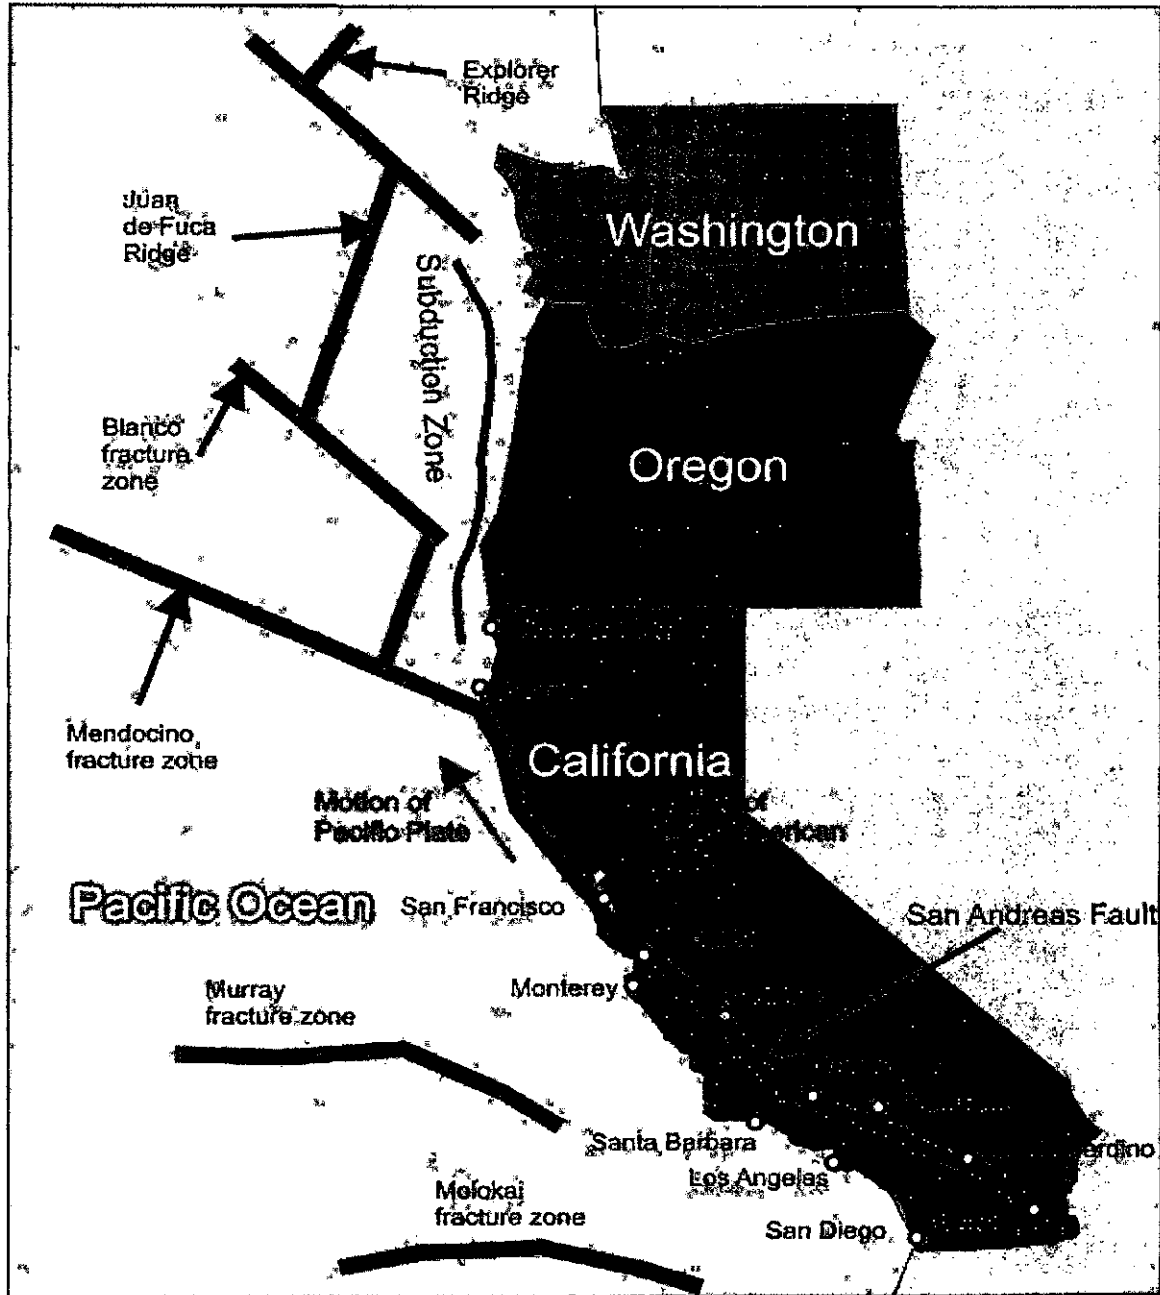 Explorer
Ridge
Juan
de Fuca
Ridge
Washington
Subduction Zone
Blanco
fracture
zone
Oregon
Mendocino
fracture zone
California
Motion of
Pacific Plate
of
Pacific Ocean
San Francisco
San Andreas Fault
Murray
fracture zone
Monterey
Santa Barbara
Los Angelas
Molokai
fracture zone
San Diego